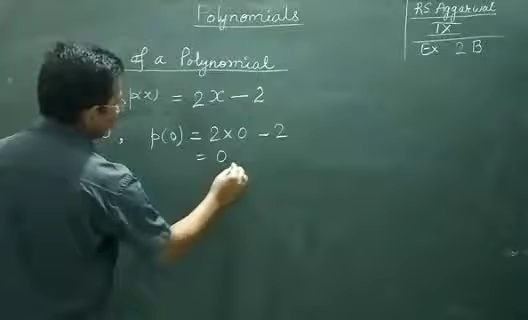 Polynomials
RS Aggarwal
IX
Ex 2B
of a Polynomial
p(x) = 2x - 2
, p(0) = 2×0 - 2
= 0